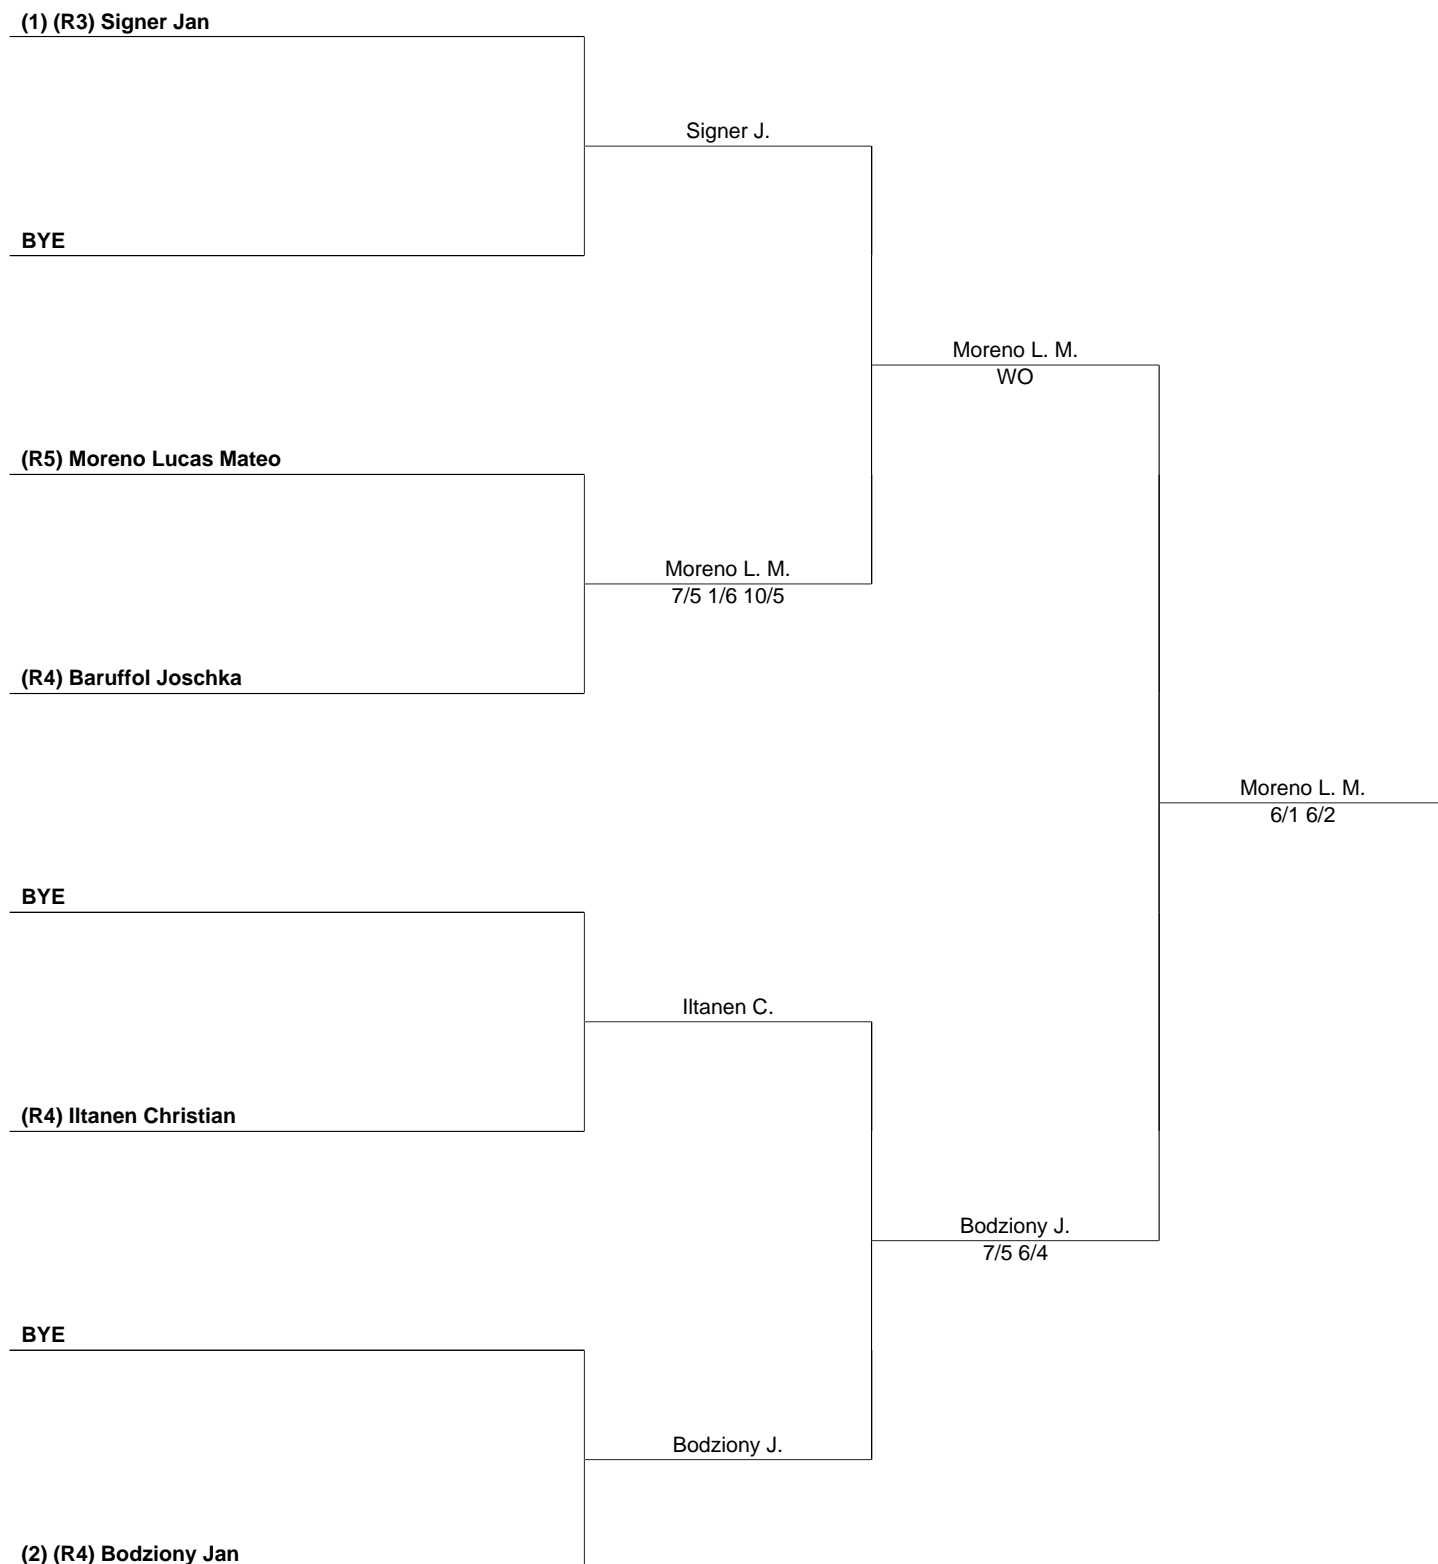 (1) (R3) Signer Jan
Signer J.
BYE
Moreno L. M.
WO
(R5) Moreno Lucas Mateo
Moreno L. M.
7/5 1/6 10/5
(R4) Baruffol Joschka
Moreno L. M.
6/1 6/2
BYE
Iltanen C.
(R4) Iltanen Christian
Bodziony J.
7/5 6/4
BYE
Bodziony J.
(2) (R4) Bodziony Jan